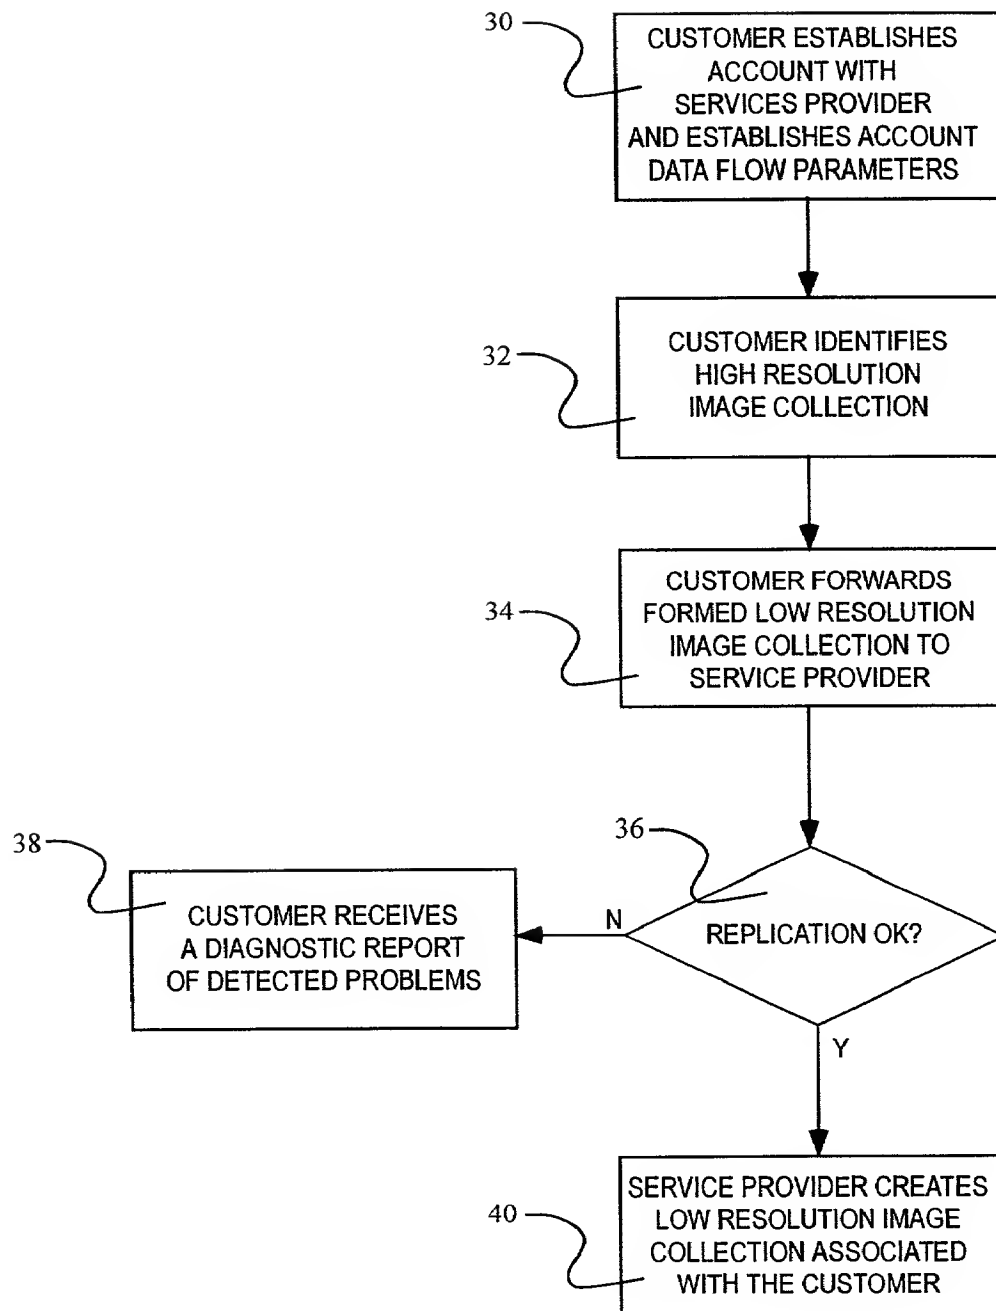 30
CUSTOMER ESTABLISHES
ACCOUNT WITH
SERVICES PROVIDER
AND ESTABLISHES ACCOUNT
DATA FLOW PARAMETERS
32
CUSTOMER IDENTIFIES
HIGH RESOLUTION
IMAGE COLLECTION
34
CUSTOMER FORWARDS
FORMED LOW RESOLUTION
IMAGE COLLECTION TO
SERVICE PROVIDER
36
REPLICATION OK?
N
38
CUSTOMER RECEIVES
A DIAGNOSTIC REPORT
OF DETECTED PROBLEMS
Y
40
SERVICE PROVIDER CREATES
LOW RESOLUTION IMAGE
COLLECTION ASSOCIATED
WITH THE CUSTOMER